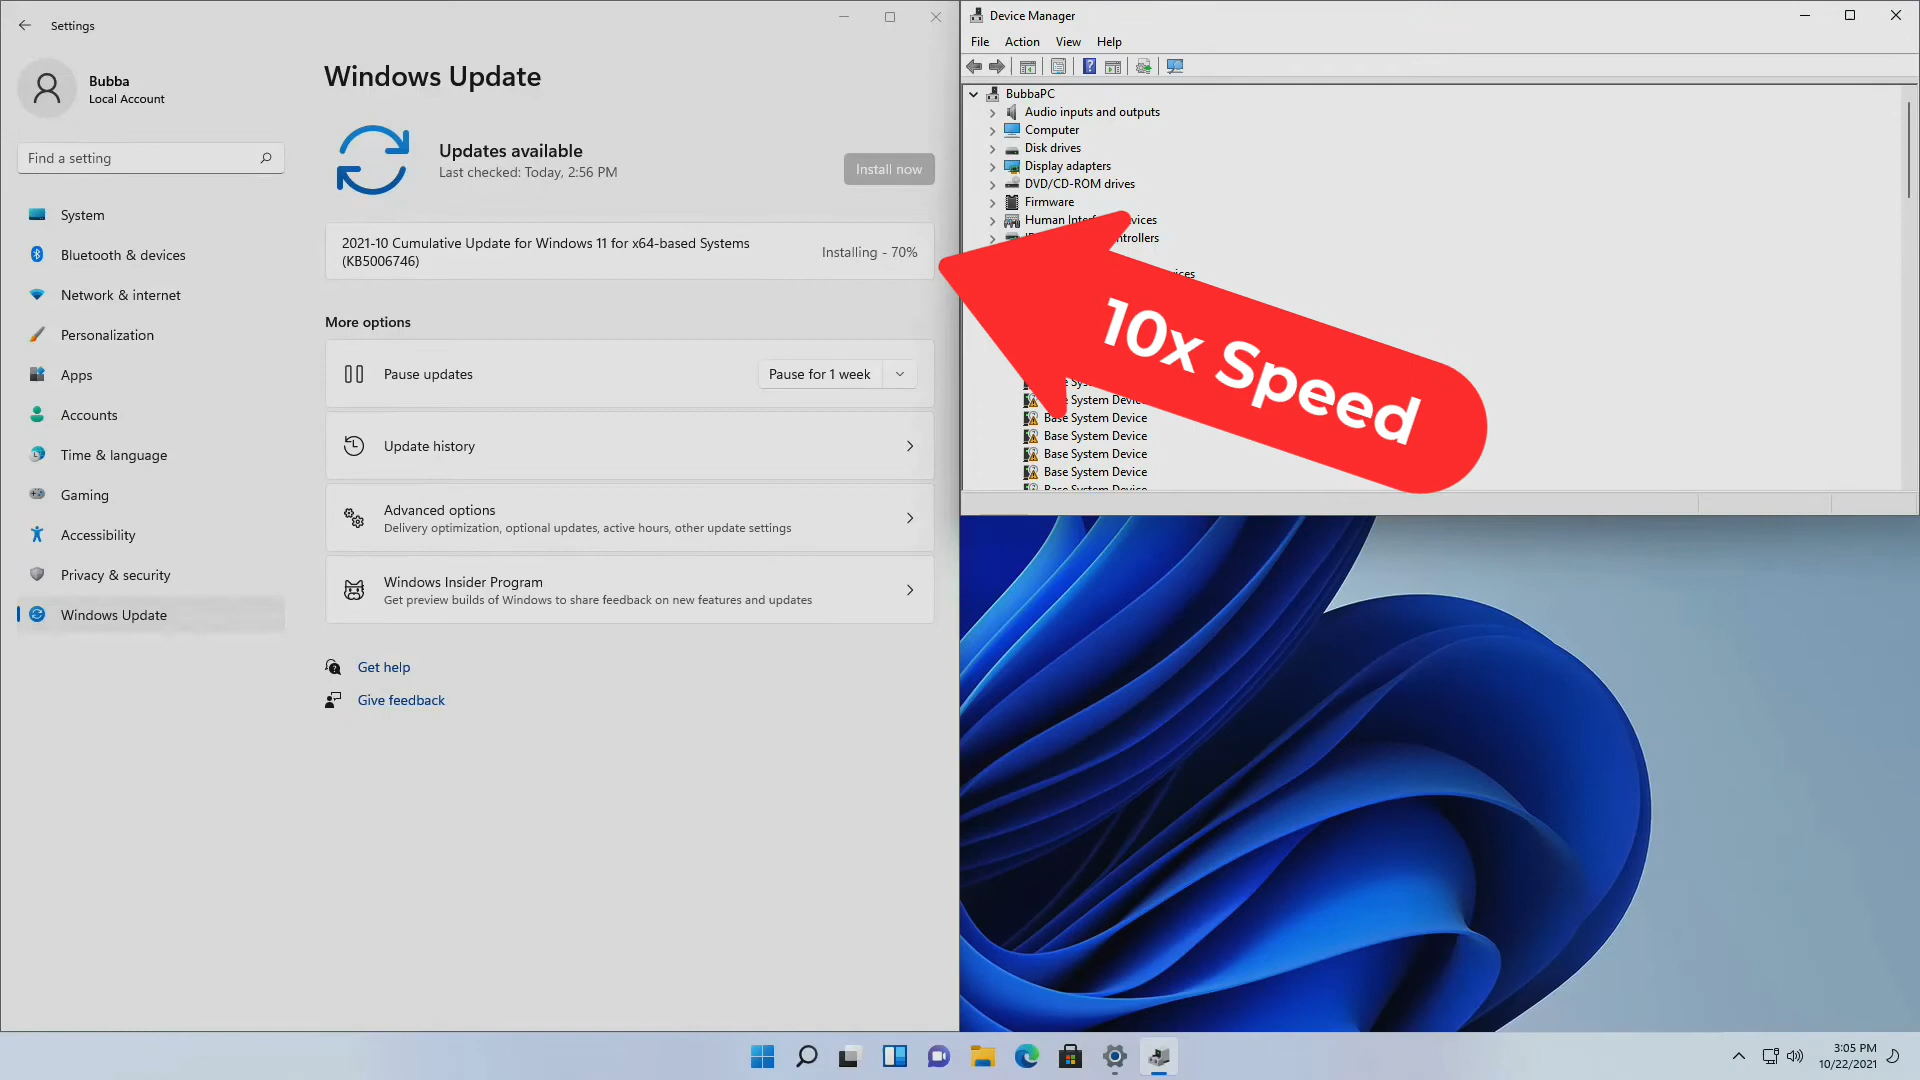 Settings
Bubba
Local Account
Find a setting
System
Bluetooth & devices
Network & internet
Personalization
Apps
Accounts
Time & language
Gaming
Accessibility
Privacy & security
Windows Update
Windows Update
Updates available
Last checked: Today, 2:56 PM
Install now
2021-10 Cumulative Update for Windows 11 for x64-based Systems
(KB5006746)
Installing - 70%
More options
Pause updates
Pause for 1 week
Update history
Advanced options
Delivery optimization, optional updates, active hours, other update settings
Windows Insider Program
Get preview builds of Windows to share feedback on new features and updates
Get help
Give feedback
Device Manager
File Action View Help
BubbaPC
Audio inputs and outputs
Computer
Disk drives
Display adapters
DVD/CD-ROM drives
Firmware
Human
10x Speed
Base System
Base System Device
Base System Device
Base System Device
Base System Device
Base System Device
3:05 PM
10/22/2021